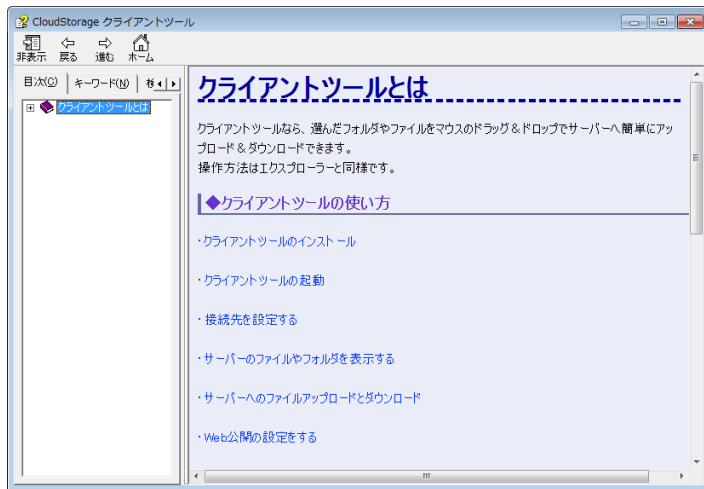 CloudStorage クライアントツール
非表示 戻る 進む ホーム
目次(C) キーワード(N) 検
クライアントツールとは
クライアントツールとは
クライアントツールなら、選んだフォルダやファイルをマウスのドラッグ＆ドロップでサーバーへ簡単にアッ
プロード＆ダウンロードできます。
操作方法はエクスプローラーと同様です。
◆クライアントツールの使い方
・クライアントツールのインストール
・クライアントツールの起動
・接続先を設定する
・サーバーのファイルやフォルダを表示する
・サーバーへのファイルアップロードとダウンロード
・Web公開の設定をする